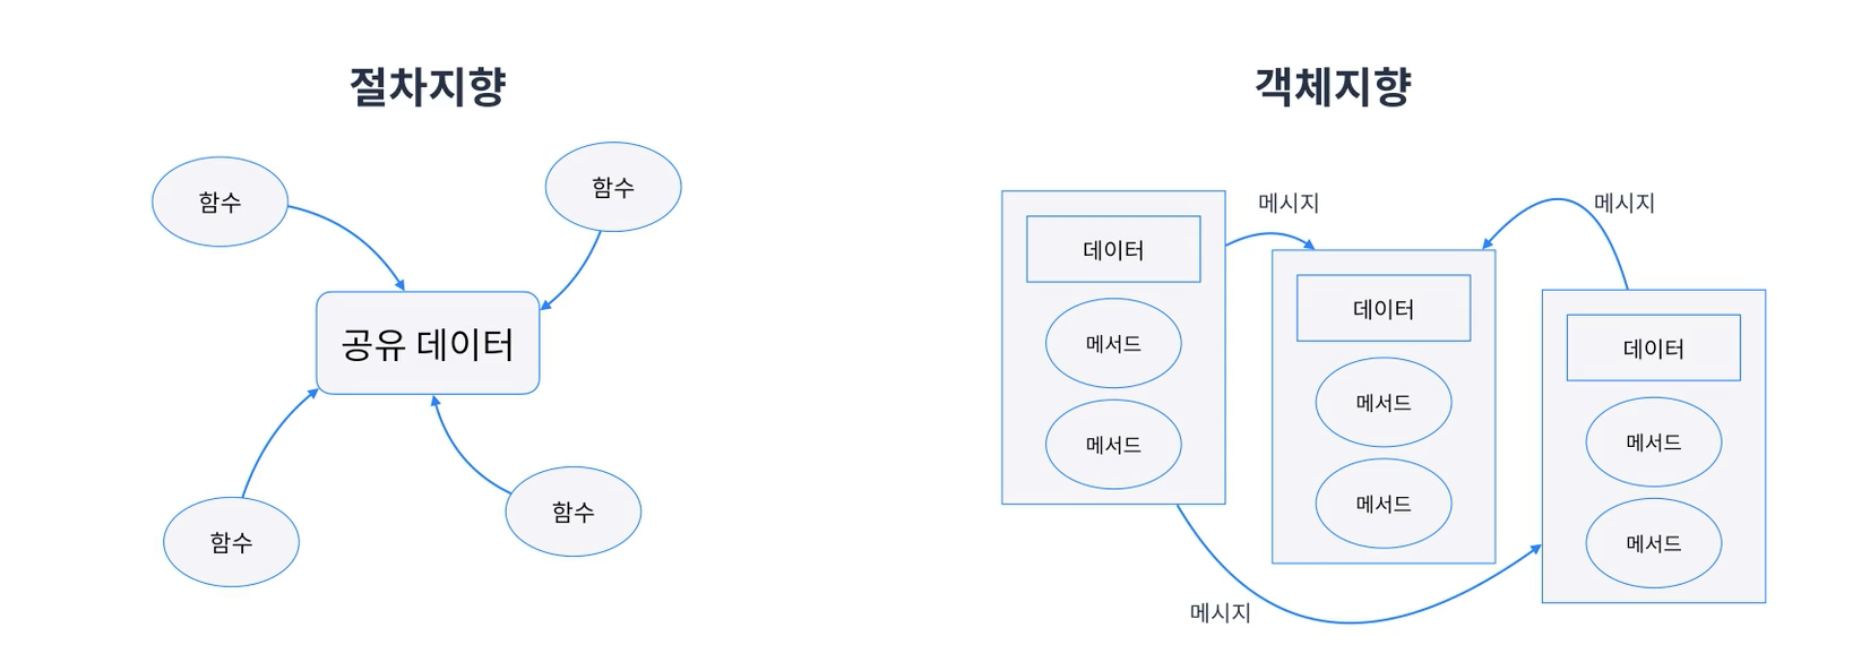 절차지향
함수
함수
공유 데이터
함수
함수
객체지향
메시지
메시지
데이터
메서드
메서드
데이터
메서드
메서드
데이터
메서드
메서드
메시지